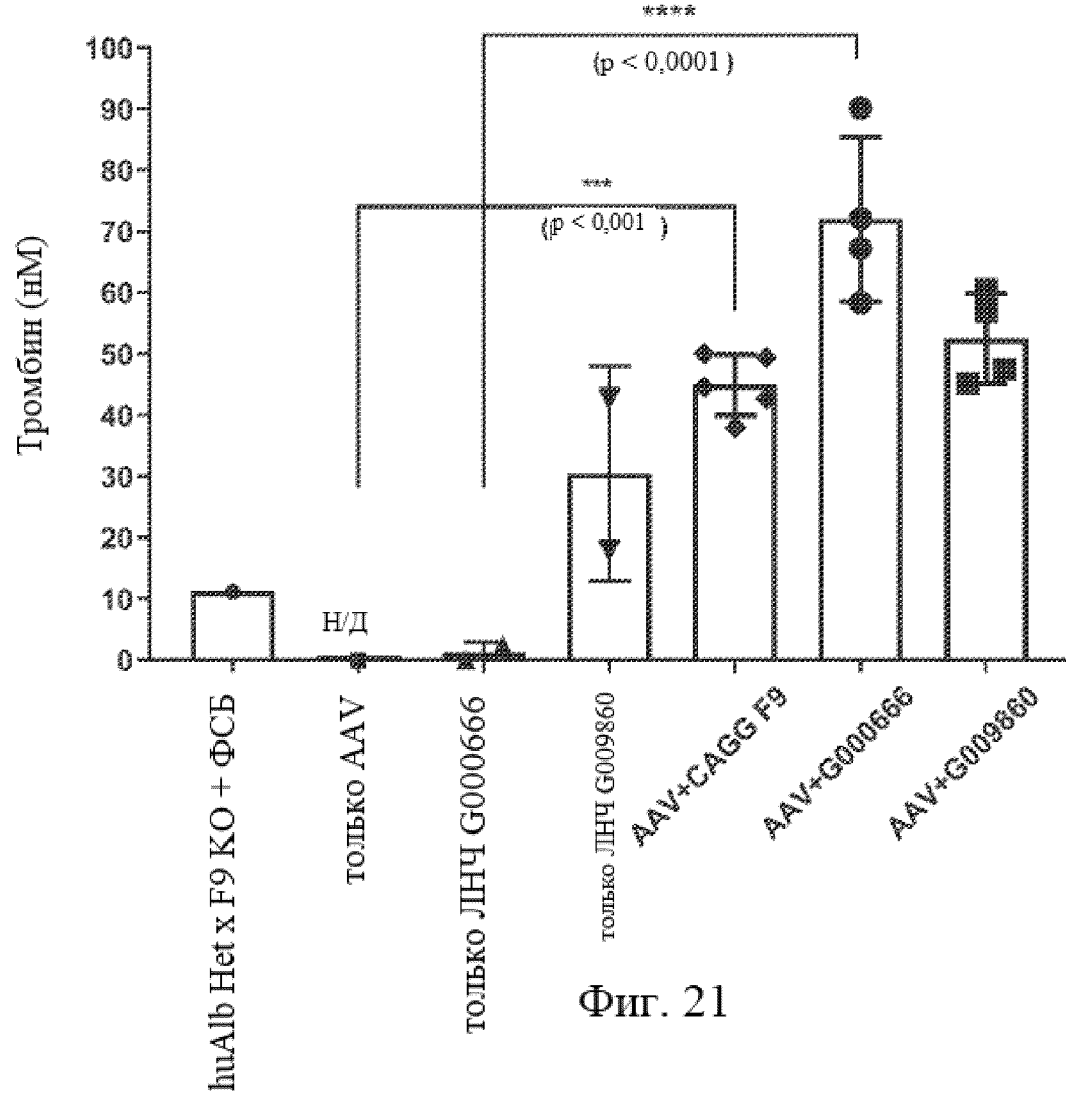 ****
(p < 0,0001)
***
(p < 0,001 )
Тромбин (нМ)
100
90
80
70
60
50
40
30
20
10
0
Н/Д
huAlb Het x F9 KO + ФСБ
только AAV
только ЛНЧ G000666
только ЛНЧ G009860
AAV+CAGG F9
AAV+G000666
AAV+G009860
Фиг. 21